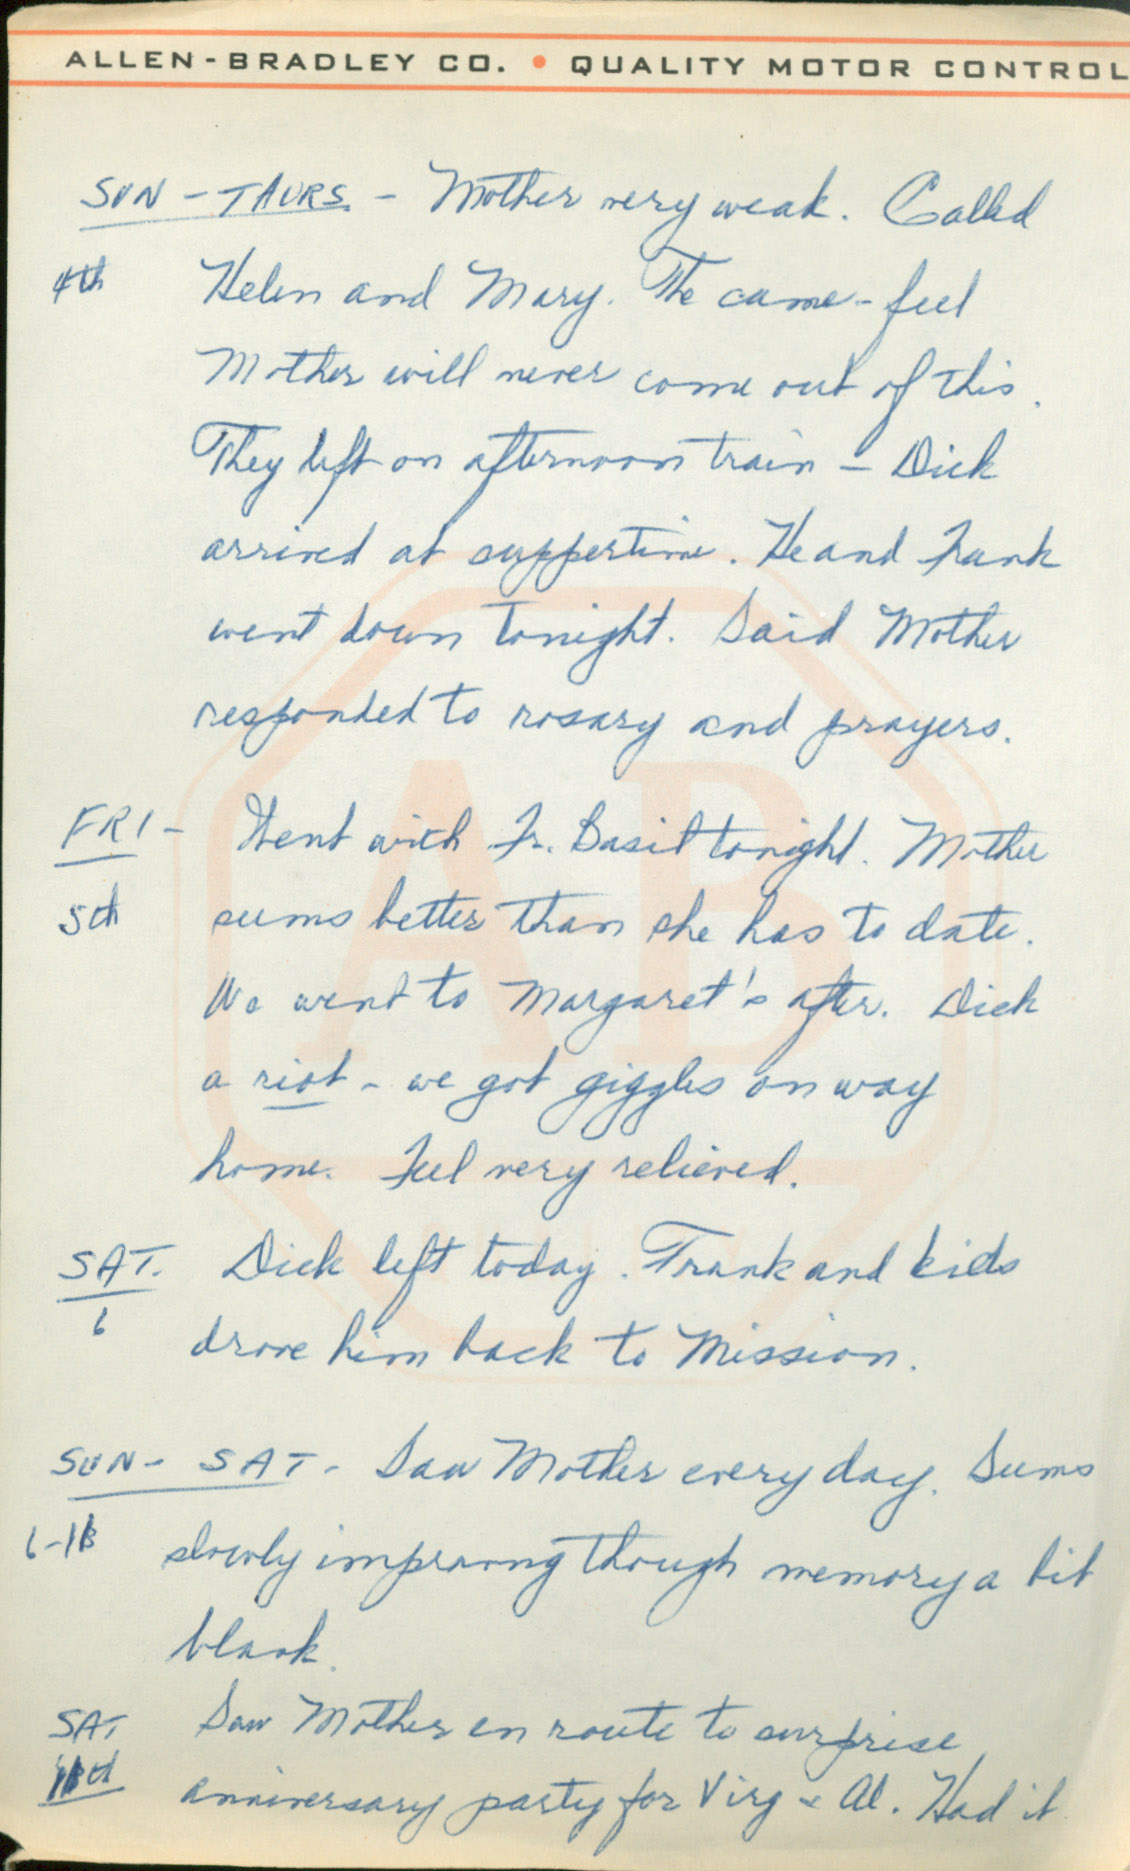 ALLEN-BRADLEY CO. • QUALITY MOTOR CONTROL
SUN - THURS. - Mother very weak. Called
4th Helen and Mary. The came - feel
Mother will never come out of this.
They left on afternoon train - Dick
arrived at suppertime. He and Frank
went down tonight. Said Mother
responded to rosary and prayers.
FRI - Went with Fr. Basil tonight. Mother
5th seems better than she has to date.
We went to Margaret's after. Dick
a riot - we got giggles on way
home. Feel very relieved.
SAT. Dick left today. Frank and kids
6 drove him back to Mission.
SUN - SAT - Saw Mother every day. Seems
6-13 slowly improving though memory a bit
blank.
SAT Saw Mother en route to surprise
13th anniversary party for Virg & Al. Had it
AB